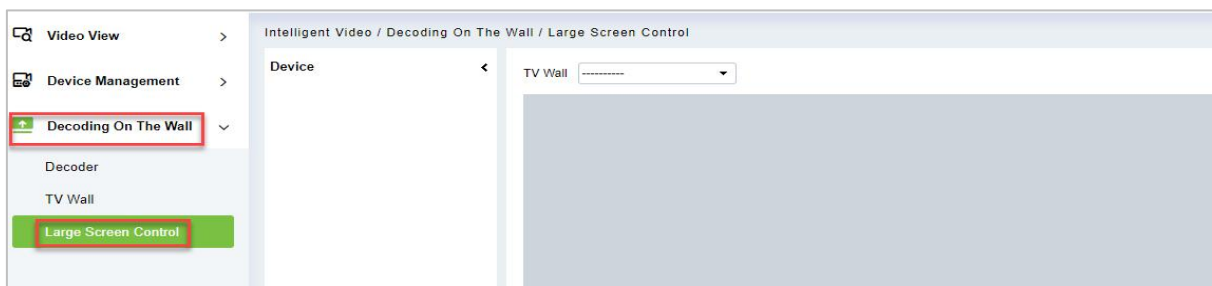 Video View
Device Management
Decoding On The Wall
Decoder
TV Wall
Large Screen Control
Intelligent Video / Decoding On The Wall / Large Screen Control
Device
TV Wall ----------